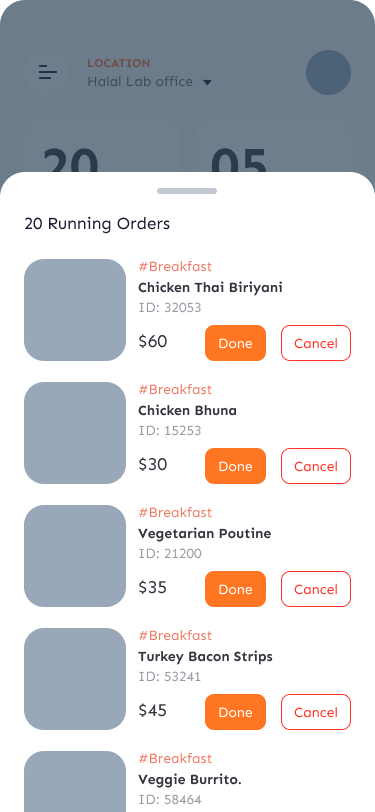 LOCATION
Halal Lab office
20
05
20 Running Orders
#Breakfast
Chicken Thai Biriyani
ID: 32053
$60
Done
Cancel
#Breakfast
Chicken Bhuna
ID: 15253
$30
Done
Cancel
#Breakfast
Vegetarian Poutine
ID: 21200
$35
Done
Cancel
#Breakfast
Turkey Bacon Strips
ID: 53241
$45
Done
Cancel
#Breakfast
Veggie Burrito.
ID: 58464